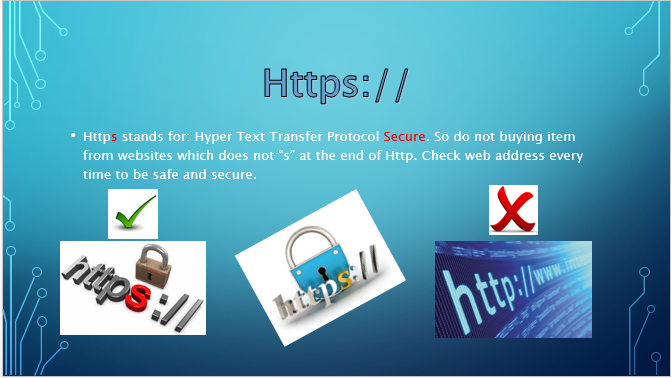 Https://
• Https stands for: Hyper Text Transfer Protocol Secure. So do not buying item
from websites which does not “s” at the end of Http. Check web address every
time to be safe and secure.
https://
https://
http://www.